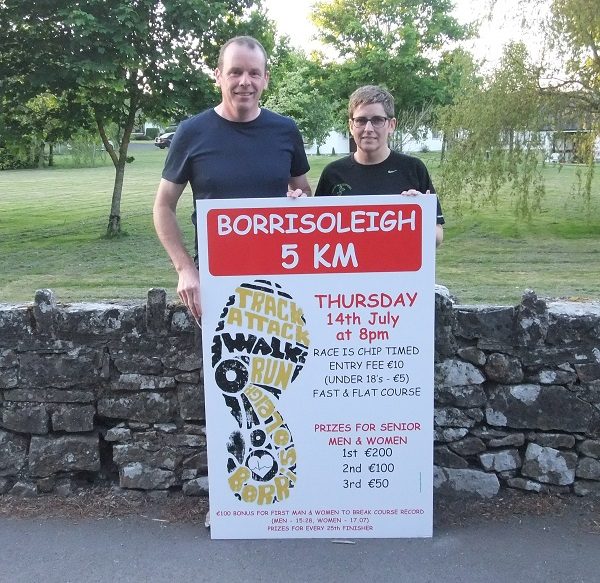 BORRISOLEIGH
5 KM
TRACK
ATTACK
WALK
RUN
THURSDAY
14th July
at 8pm
RACE IS CHIP TIMED
ENTRY FEE €10
(UNDER 18's - €5)
FAST & FLAT COURSE
PRIZES FOR SENIOR
MEN & WOMEN
1st €200
2nd €100
3rd €50
€100 BONUS FOR FIRST MAN & WOMEN TO BREAK COURSE RECORD
(MEN - 15:28, WOMEN - 17:07)
PRIZES FOR EVERY 25th FINISHER